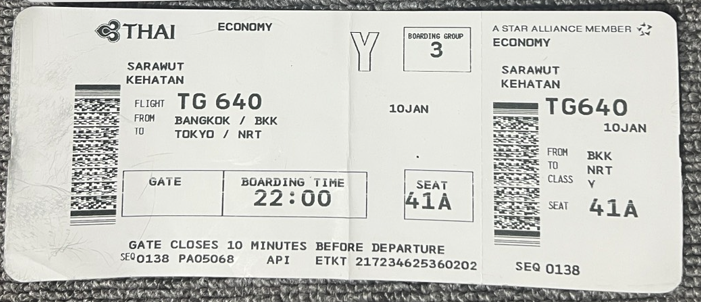 THAI ECONOMY
Y
BOARDING GROUP
3
SARAWUT
KEHATAN
FLIGHT TG 640
10JAN
FROM BANGKOK / BKK
TO TOKYO / NRT
GATE BOARDING TIME SEAT
22:00 41A
GATE CLOSES 10 MINUTES BEFORE DEPARTURE
SEQ0138 PA05068 API ETKT 217234625360202
A STAR ALLIANCE MEMBER
ECONOMY
SARAWUT
KEHATAN
TG640
10JAN
FROM BKK
TO NRT
CLASS Y
SEAT 41A
SEQ 0138